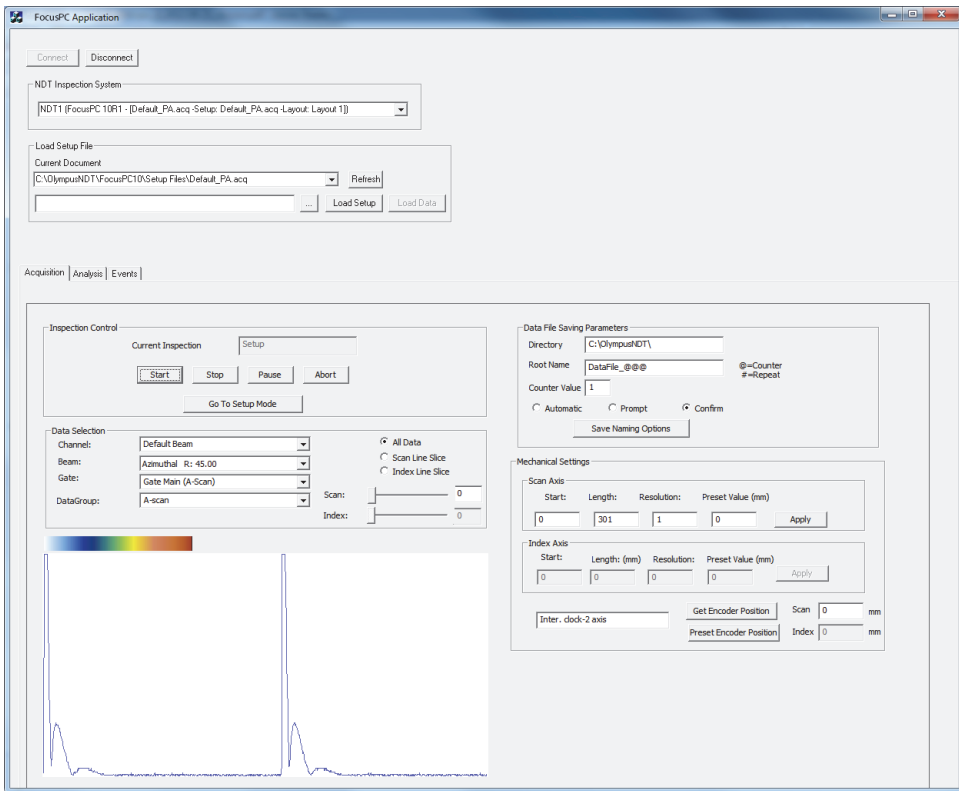 FocusPC Application
Connect Disconnect
NDT Inspection System
NDT1 (FocusPC 10R1 - [Default_PA.acq -Setup: Default_PA.acq -Layout: Layout 1])
Load Setup File
Current Document
C:\OlympusNDT\FocusPC10\Setup Files\Default_PA.acq Refresh
... Load Setup Load Data
Acquisition Analysis Events
Inspection Control
Current Inspection Setup
Start Stop Pause Abort
Go To Setup Mode
Data File Saving Parameters
Directory C:\OlympusNDT\
Root Name DataFile_@@@ @=Counter
#=Repeat
Counter Value 1
Automatic Prompt Confirm
Save Naming Options
Data Selection
Channel: Default Beam
Beam: Azimuthal R: 45.00
Gate: Gate Main (A-Scan)
DataGroup: A-scan
All Data
Scan Line Slice
Index Line Slice
Scan: 0
Index: 0
Mechanical Settings
Scan Axis
Start: Length: Resolution: Preset Value (mm)
0 301 1 0 Apply
Index Axis
Start: Length: (mm) Resolution: Preset Value (mm)
0 0 0 0 Apply
Inter. clock-2 axis
Get Encoder Position Scan 0 mm
Preset Encoder Position Index 0 mm